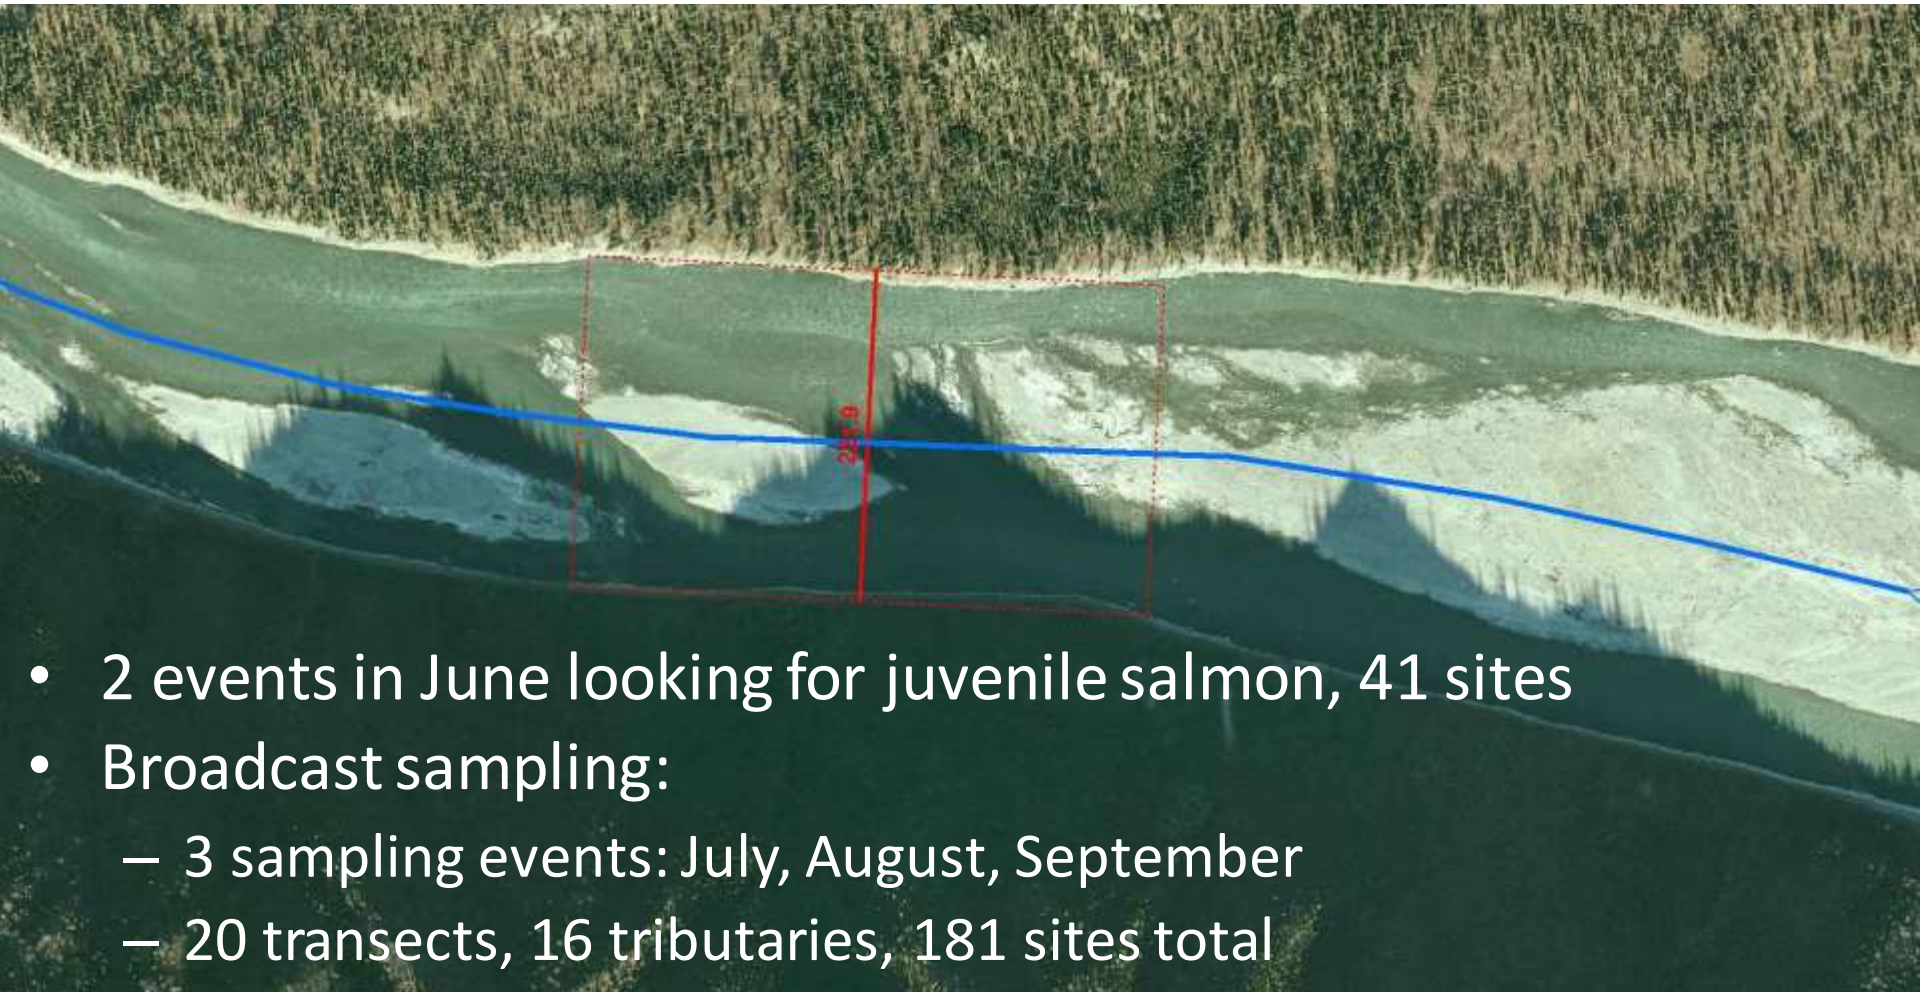 • 2 events in June looking for juvenile salmon, 41 sites
• Broadcast sampling:
– 3 sampling events: July, August, September
– 20 transects, 16 tributaries, 181 sites total